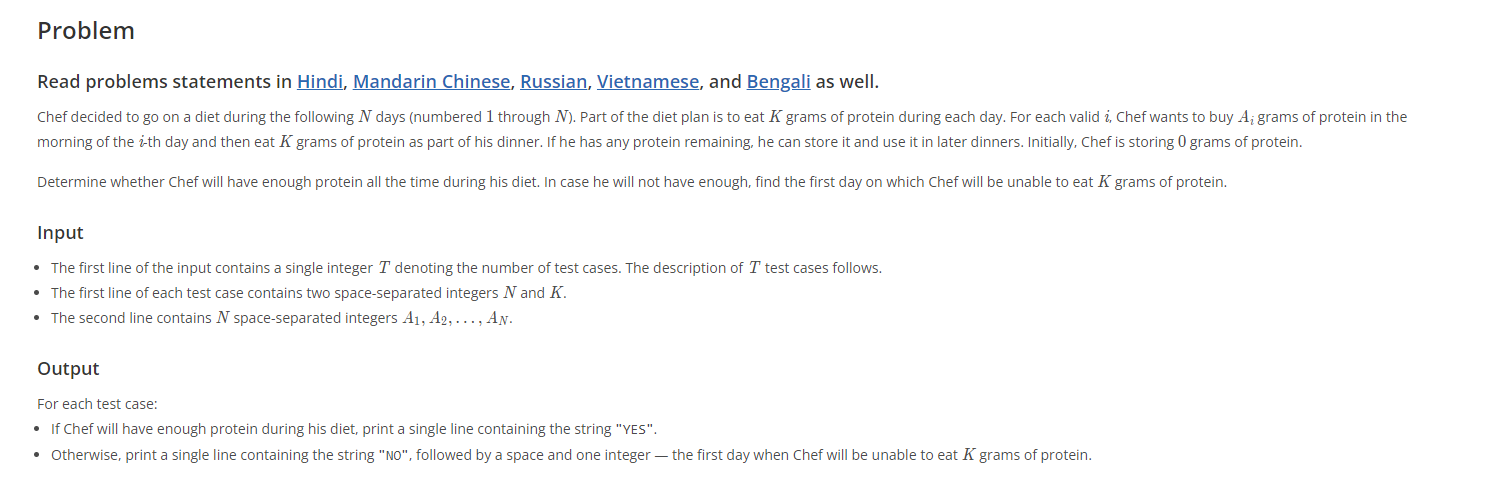 Problem
Read problems statements in Hindi, Mandarin Chinese, Russian, Vietnamese, and Bengali as well.
Chef decided to go on a diet during the following N days (numbered 1 through N). Part of the diet plan is to eat K grams of protein during each day. For each valid i, Chef wants to buy A_i grams of protein in the
morning of the i-th day and then eat K grams of protein as part of his dinner. If he has any protein remaining, he can store it and use it in later dinners. Initially, Chef is storing 0 grams of protein.
Determine whether Chef will have enough protein all the time during his diet. In case he will not have enough, find the first day on which Chef will be unable to eat K grams of protein.
Input
• The first line of the input contains a single integer T denoting the number of test cases. The description of T test cases follows.
• The first line of each test case contains two space-separated integers N and K.
• The second line contains N space-separated integers A_1, A_2, . . . , A_N.
Output
For each test case:
• If Chef will have enough protein during his diet, print a single line containing the string "YES".
• Otherwise, print a single line containing the string "NO", followed by a space and one integer — the first day when Chef will be unable to eat K grams of protein.